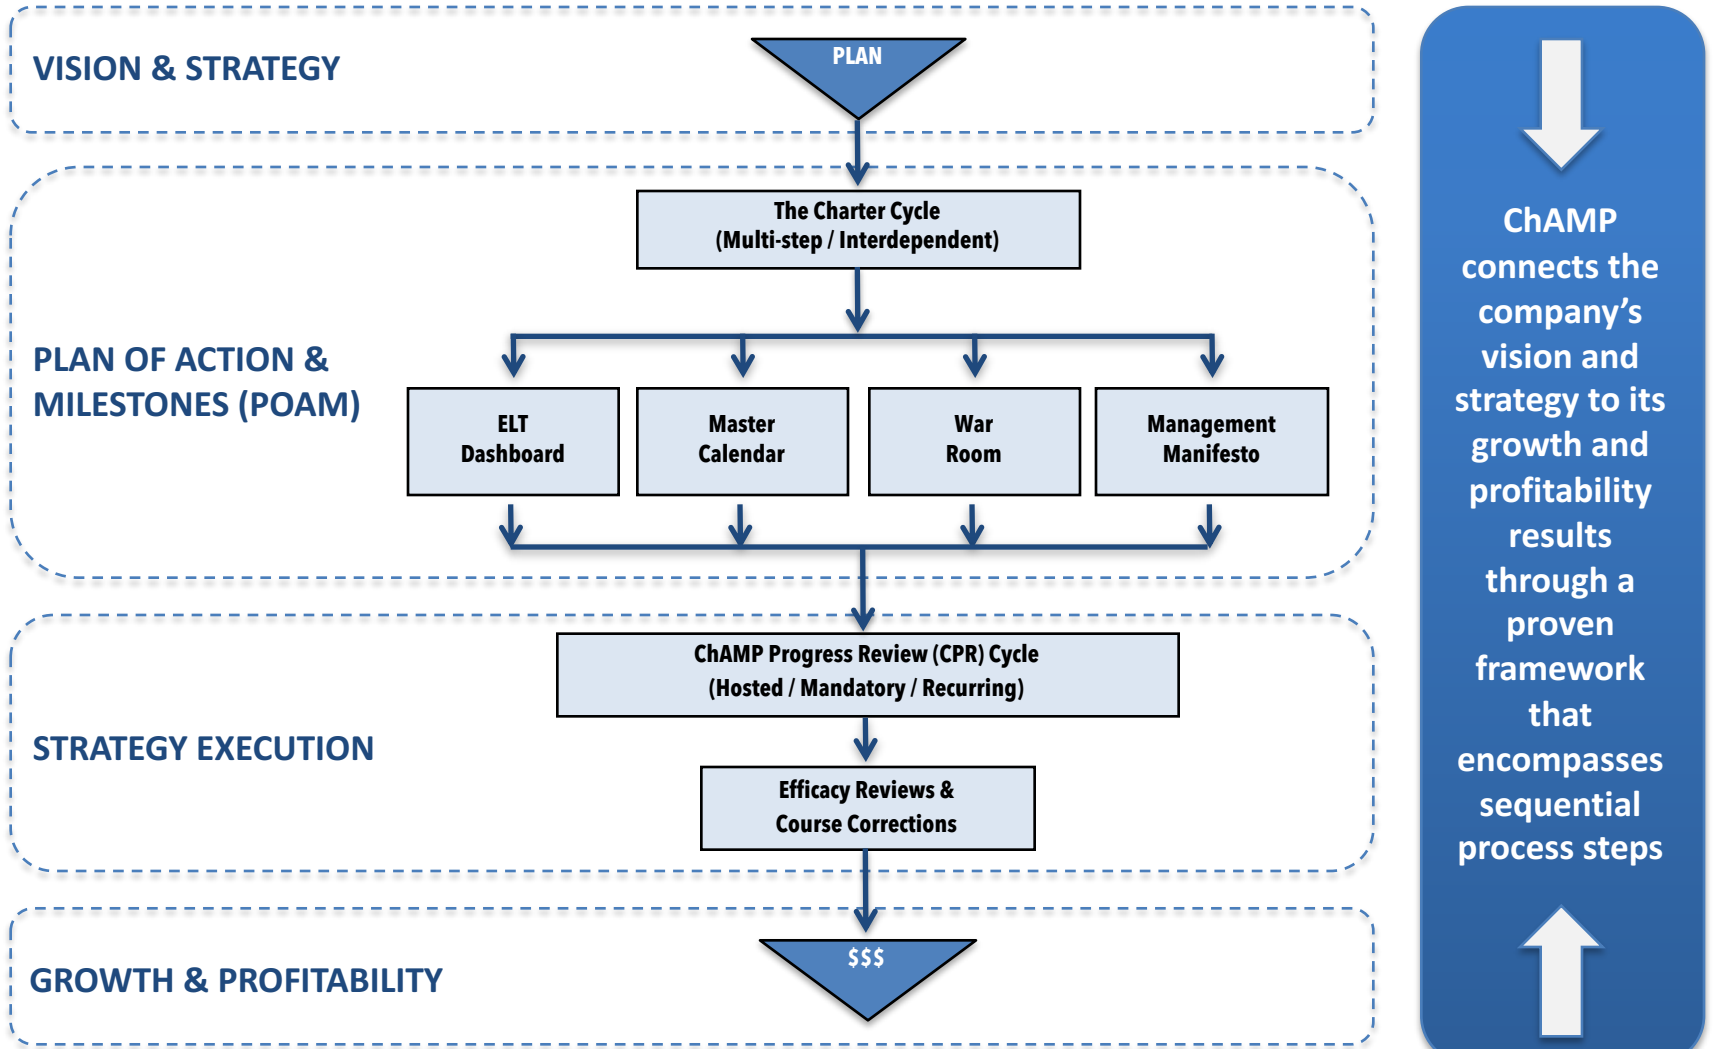 VISION & STRATEGY
PLAN
The Charter Cycle
(Multi-step / Interdependent)
PLAN OF ACTION &
MILESTONES (POAM)
ELT
Dashboard
Master
Calendar
War
Room
Management
Manifesto
ChAMP Progress Review (CPR) Cycle
(Hosted / Mandatory / Recurring)
STRATEGY EXECUTION
Efficacy Reviews &
Course Corrections
GROWTH & PROFITABILITY
$$$
ChAMP
connects the
company’s
vision and
strategy to its
growth and
profitability
results
through a
proven
framework
that
encompasses
sequential
process steps